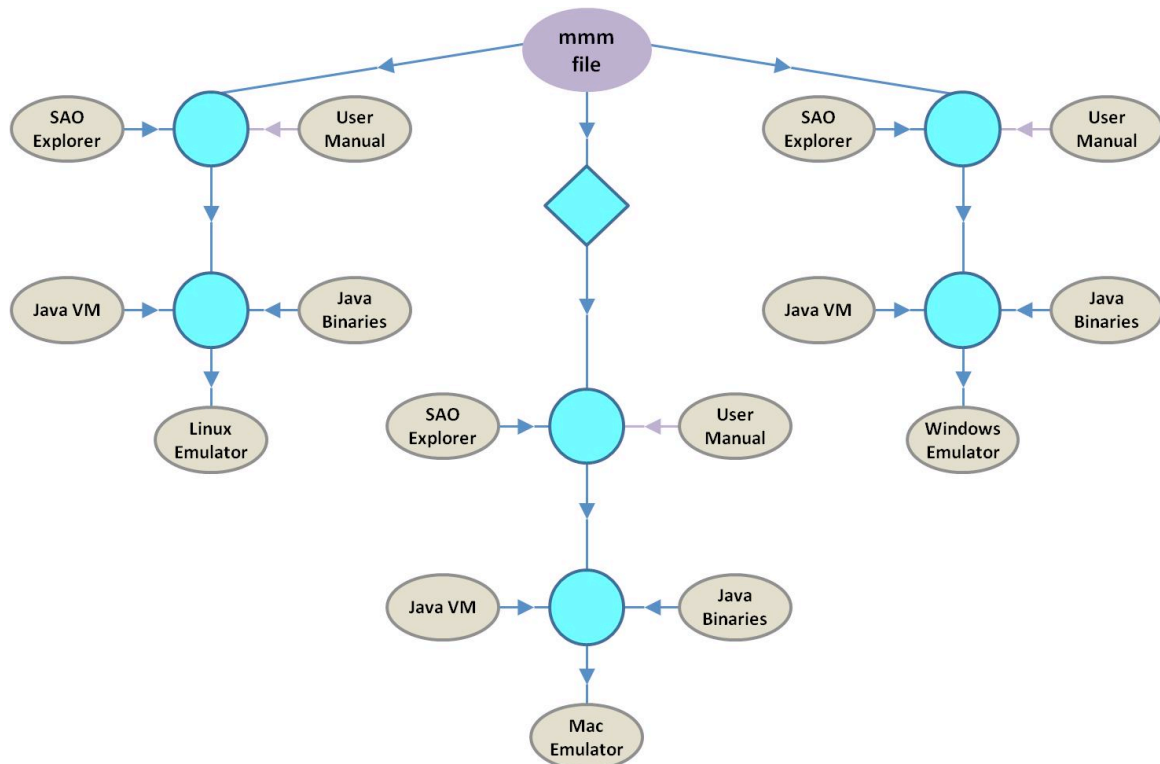 mmm
file
SAO
Explorer
User
Manual
SAO
Explorer
User
Manual
Java VM
Java
Binaries
Java VM
Java
Binaries
Linux
Emulator
SAO
Explorer
User
Manual
Windows
Emulator
Java VM
Java
Binaries
Mac
Emulator